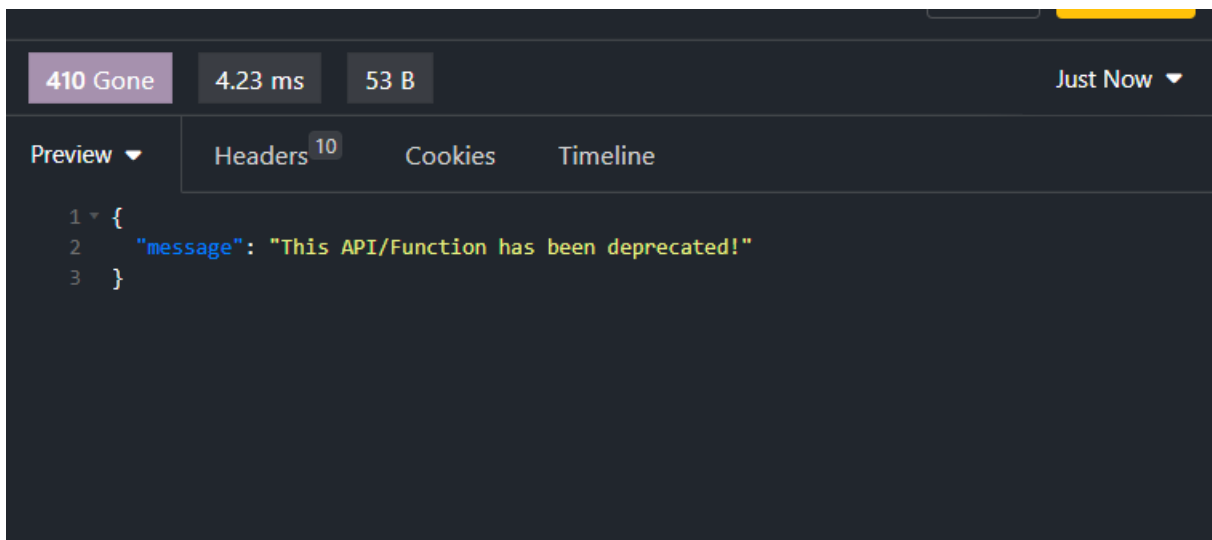 410 Gone 4.23 ms 53 B Just Now
Preview Headers 10 Cookies Timeline
1 {
2 "message": "This API/Function has been deprecated!"
3 }